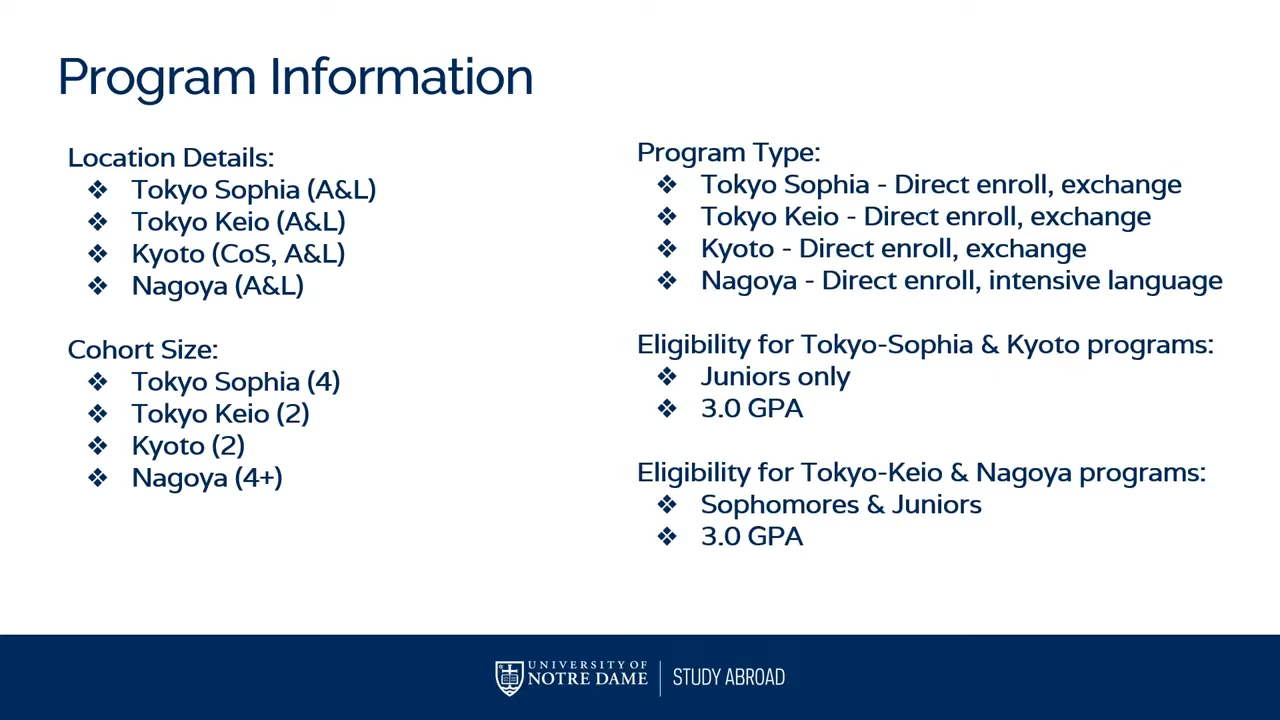 Program Information
Location Details:
❖ Tokyo Sophia (A&L)
❖ Tokyo Keio (A&L)
❖ Kyoto (CoS, A&L)
❖ Nagoya (A&L)
Cohort Size:
❖ Tokyo Sophia (4)
❖ Tokyo Keio (2)
❖ Kyoto (2)
❖ Nagoya (4+)
Program Type:
❖ Tokyo Sophia - Direct enroll, exchange
❖ Tokyo Keio - Direct enroll, exchange
❖ Kyoto - Direct enroll, exchange
❖ Nagoya - Direct enroll, intensive language
Eligibility for Tokyo-Sophia & Kyoto programs:
❖ Juniors only
❖ 3.0 GPA
Eligibility for Tokyo-Keio & Nagoya programs:
❖ Sophomores & Juniors
❖ 3.0 GPA
UNIVERSITY OF
NOTRE DAME
STUDY ABROAD